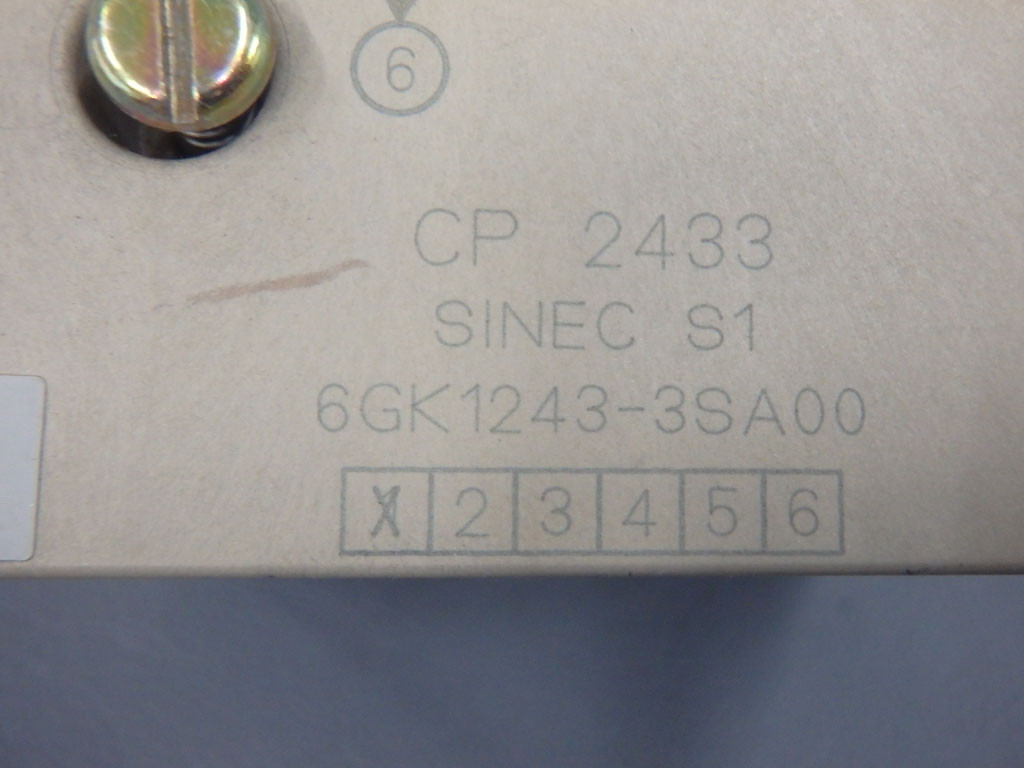 6
CP 2433
SINEC S1
6GK1243-3SA00
X 2 3 4 5 6